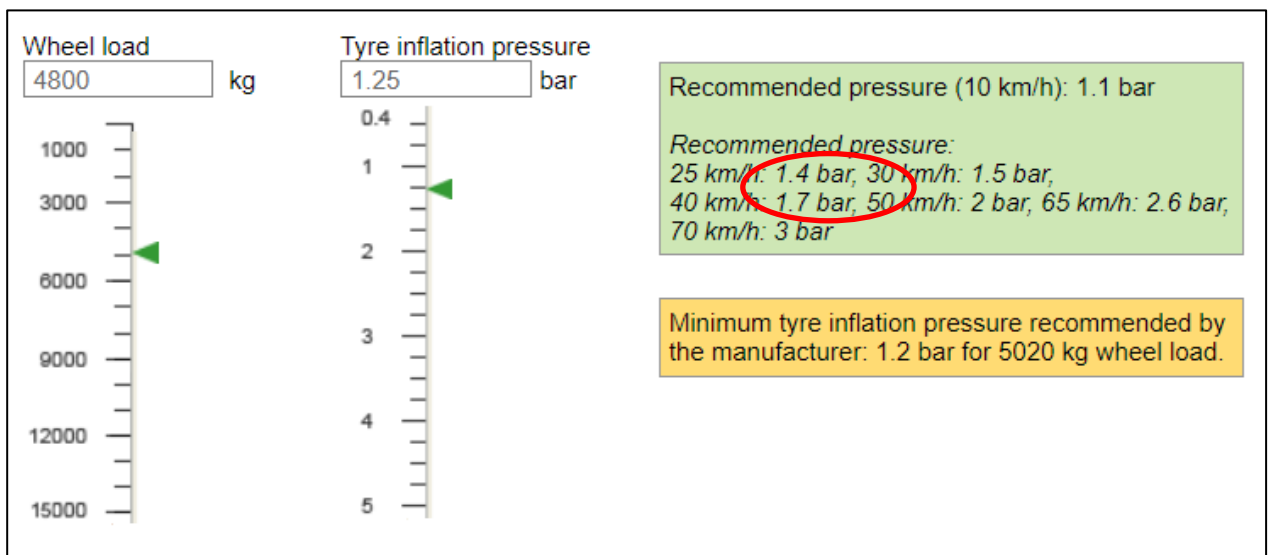 Wheel load
4800 kg
1000
3000
6000
9000
12000
15000
Tyre inflation pressure
1.25 bar
0.4
1
2
3
4
5
Recommended pressure (10 km/h): 1.1 bar
Recommended pressure:
25 km/h: 1.4 bar, 30 km/h: 1.5 bar,
40 km/h: 1.7 bar, 50 km/h: 2 bar, 65 km/h: 2.6 bar,
70 km/h: 3 bar
Minimum tyre inflation pressure recommended by
the manufacturer: 1.2 bar for 5020 kg wheel load.